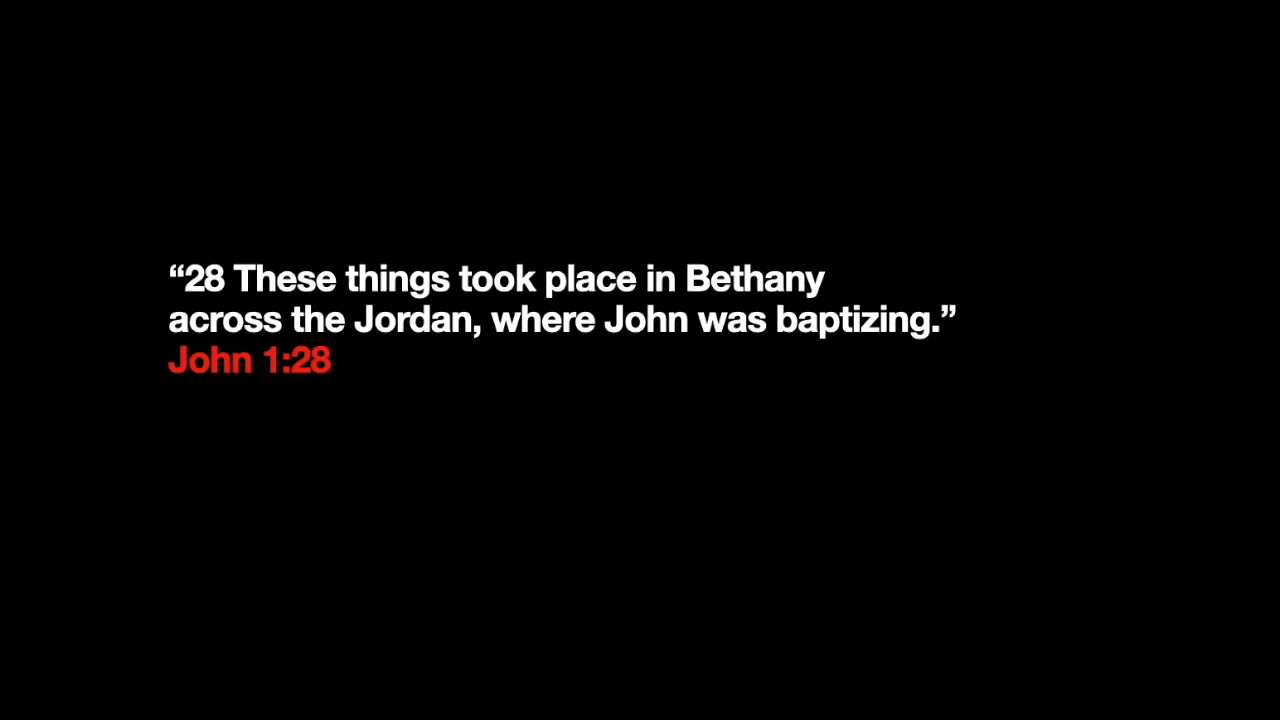 “28 These things took place in Bethany
across the Jordan, where John was baptizing.”
John 1:28